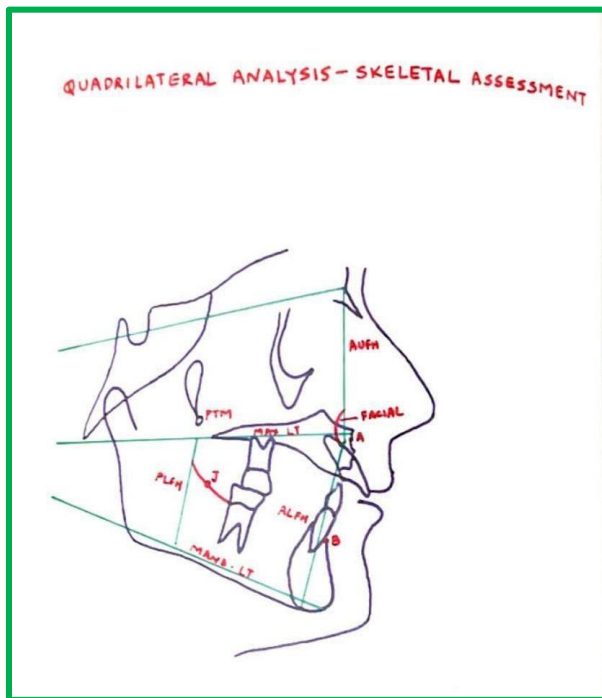 QUADRILATERAL ANALYSIS – SKELETAL ASSESSMENT
AUFH
FACIAL
PTM
MAX. LT
A
PLFH
J
ALFH
B
MAND. LT